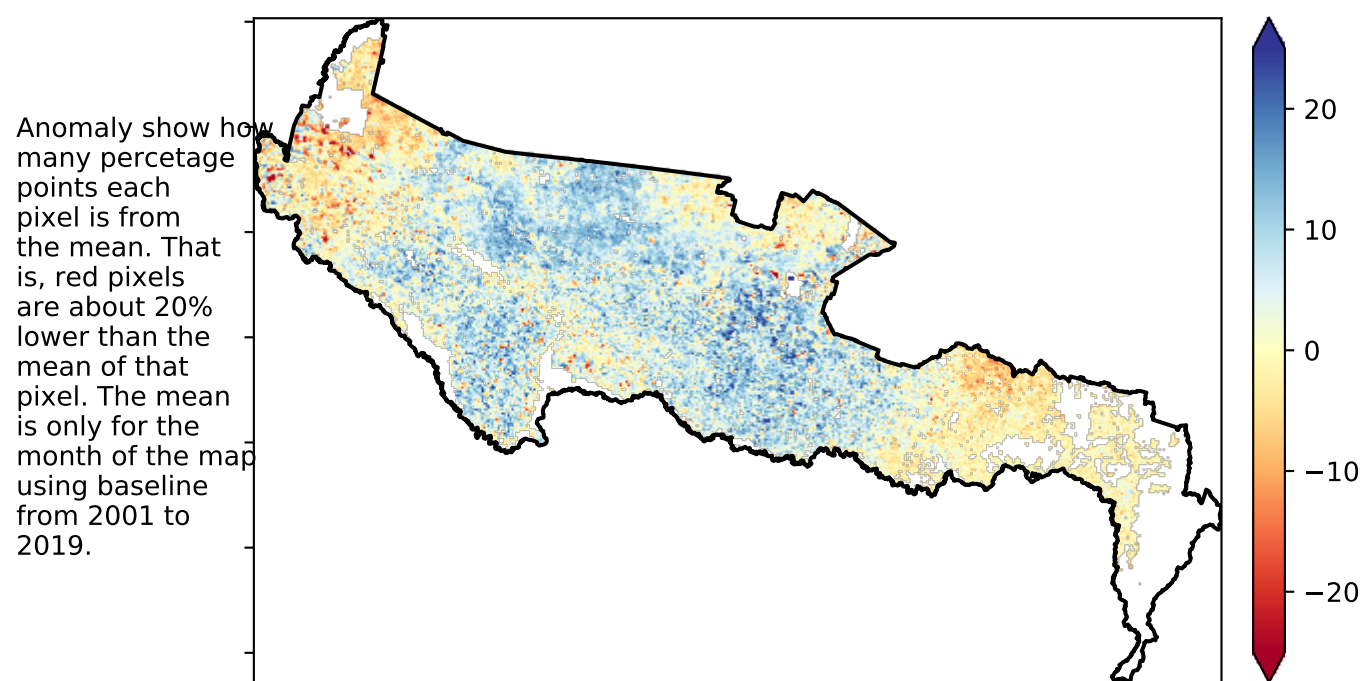 Anomaly show how
many percetage
points each
pixel is from
the mean. That
is, red pixels
are about 20%
lower than the
mean of that
pixel. The mean
is only for the
month of the map
using baseline
from 2001 to
2019.
20
10
0
−10
−20